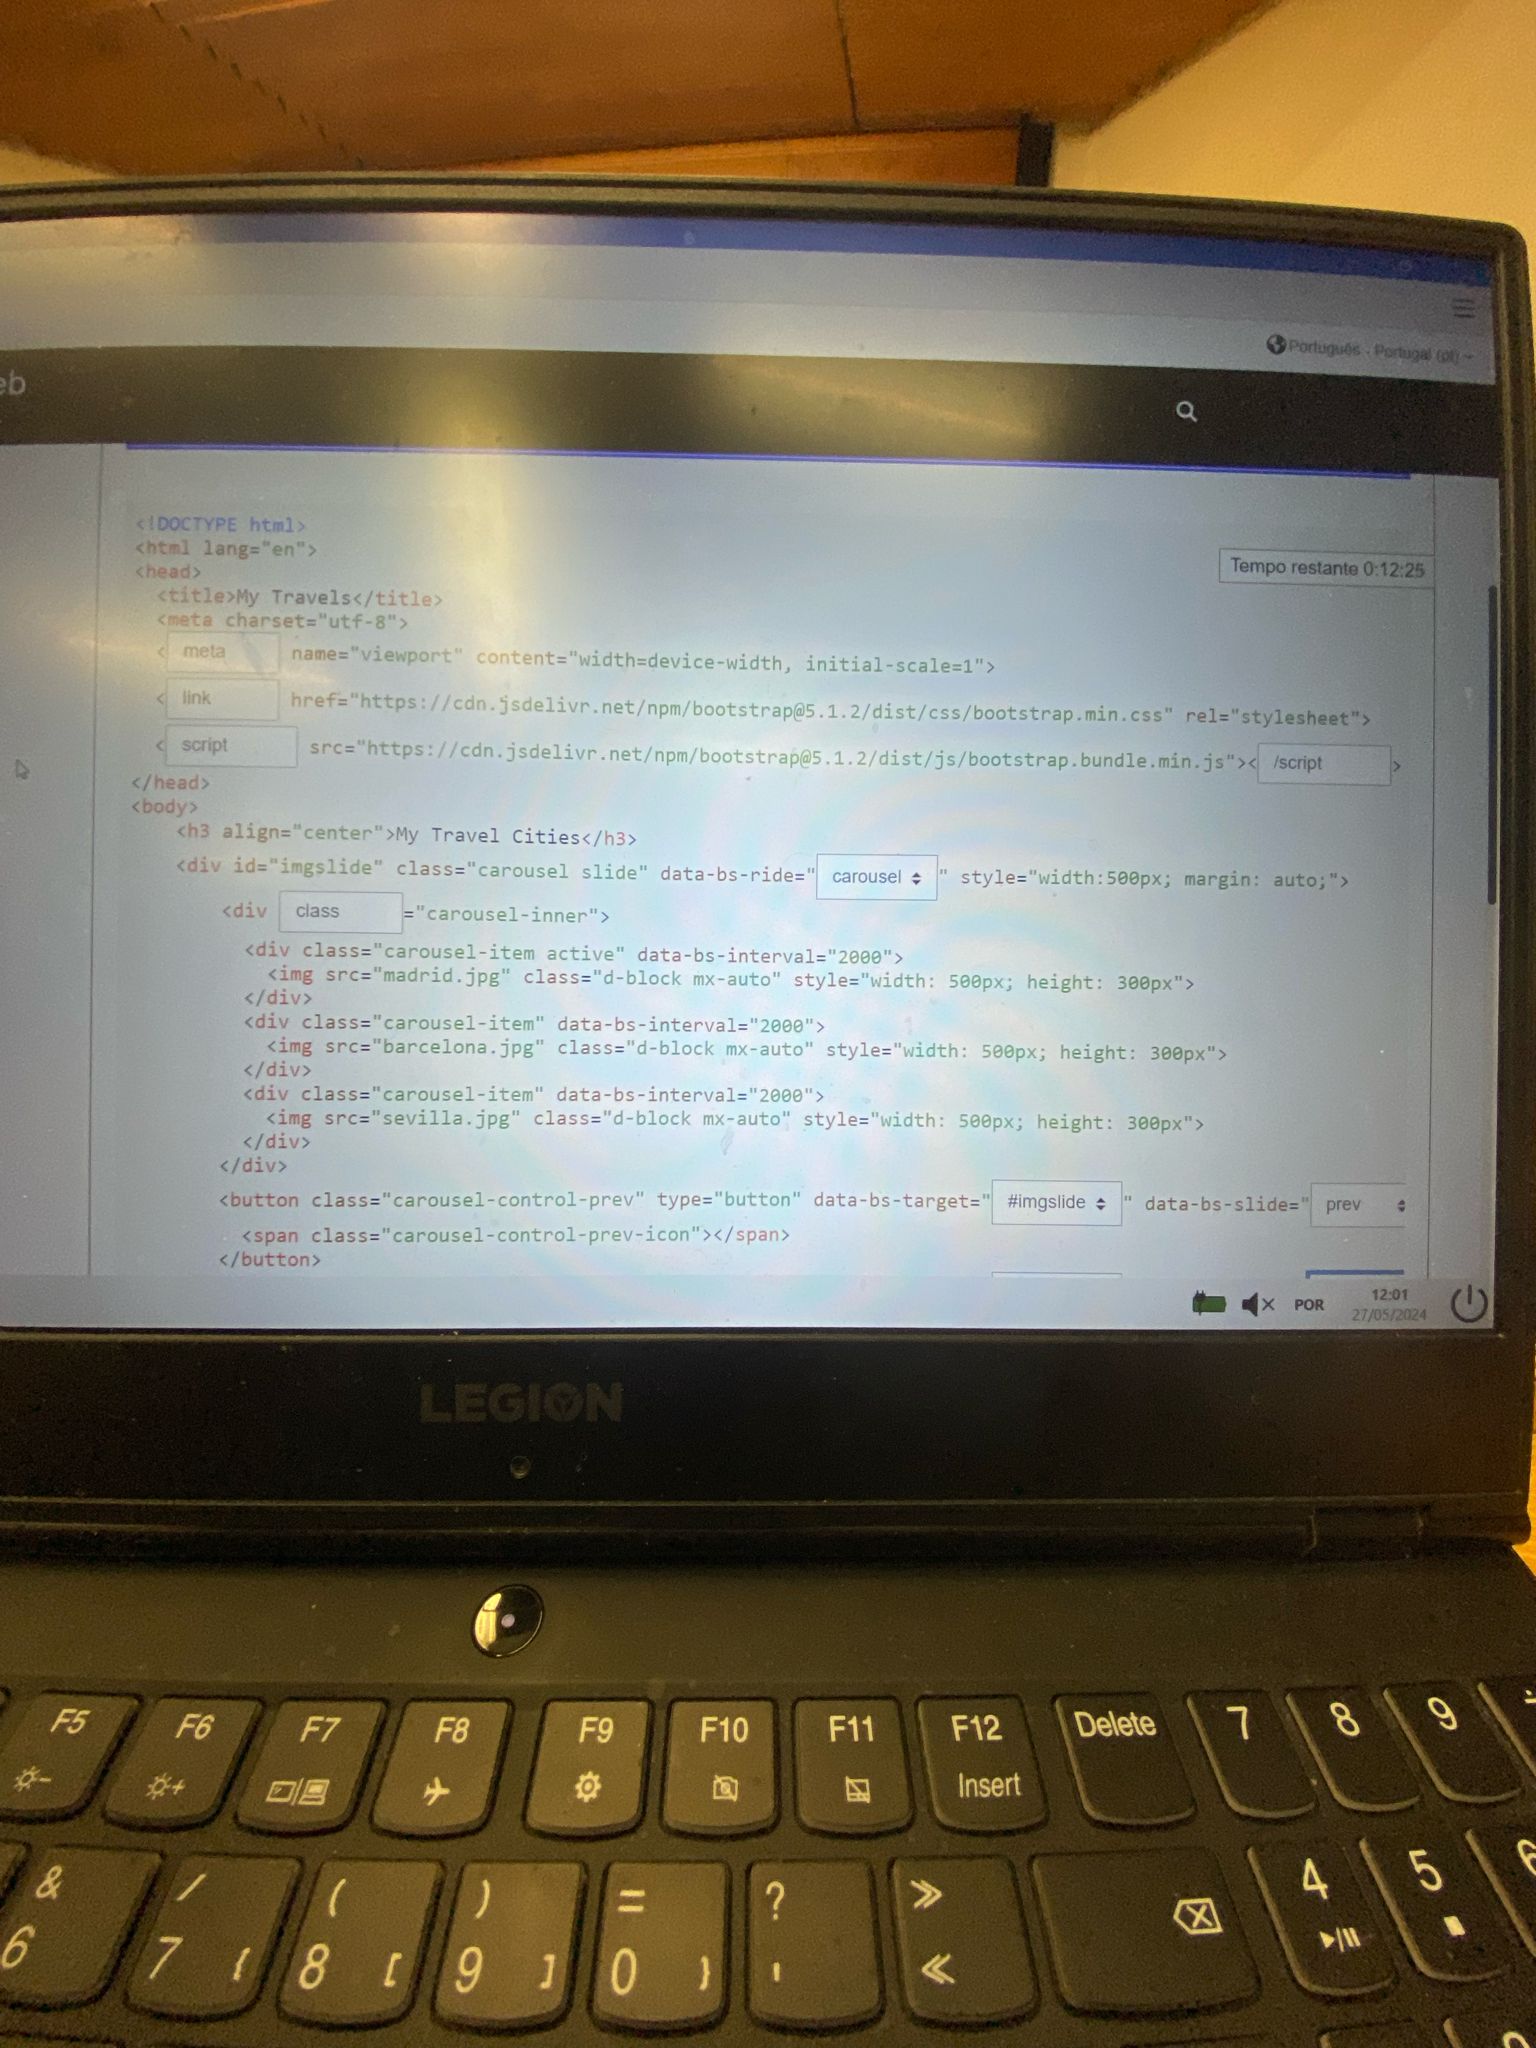 Português - Portugal (pt)
eb
<!DOCTYPE html>
<html lang="en">
<head>
Tempo restante 0:12:25
<title>My Travels</title>
<meta charset="utf-8">
< meta name="viewport" content="width=device-width, initial-scale=1">
< link href="https://cdn.jsdelivr.net/npm/bootstrap@5.1.2/dist/css/bootstrap.min.css" rel="stylesheet">
< script src="https://cdn.jsdelivr.net/npm/bootstrap@5.1.2/dist/js/bootstrap.bundle.min.js">< /script >
</head>
<body>
<h3 align="center">My Travel Cities</h3>
<div id="imgslide" class="carousel slide" data-bs-ride=" carousel " style="width:500px; margin: auto;">
<div class ="carousel-inner">
<div class="carousel-item active" data-bs-interval="2000">
<img src="madrid.jpg" class="d-block mx-auto" style="width: 500px; height: 300px">
</div>
<div class="carousel-item" data-bs-interval="2000">
<img src="barcelona.jpg" class="d-block mx-auto" style="width: 500px; height: 300px">
</div>
<div class="carousel-item" data-bs-interval="2000">
<img src="sevilla.jpg" class="d-block mx-auto" style="width: 500px; height: 300px">
</div>
</div>
<button class="carousel-control-prev" type="button" data-bs-target=" #imgslide " data-bs-slide=" prev
<span class="carousel-control-prev-icon"></span>
</button>
POR 12:01
27/05/2024
LEGION
F5 F6 F7 F8 F9 F10 F11 F12 Delete 7 8 9
Insert
& / ( ) = ? » 4 5 6
6 7 { 8 [ 9 ] 0 } ' «